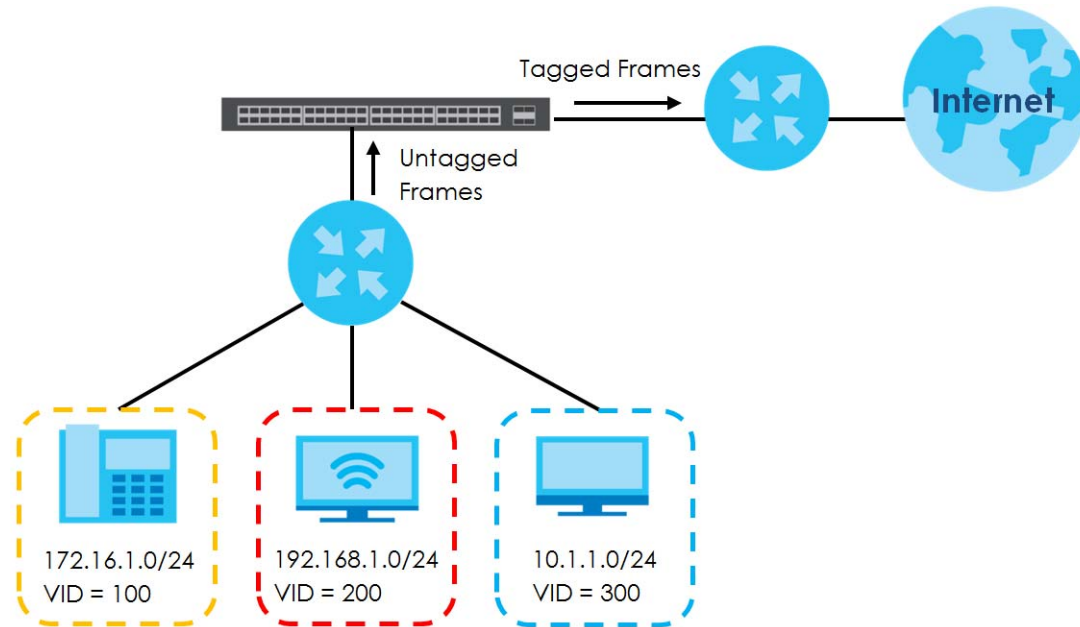 Tagged Frames
Internet
Untagged
Frames
172.16.1.0/24
VID = 100
192.168.1.0/24
VID = 200
10.1.1.0/24
VID = 300